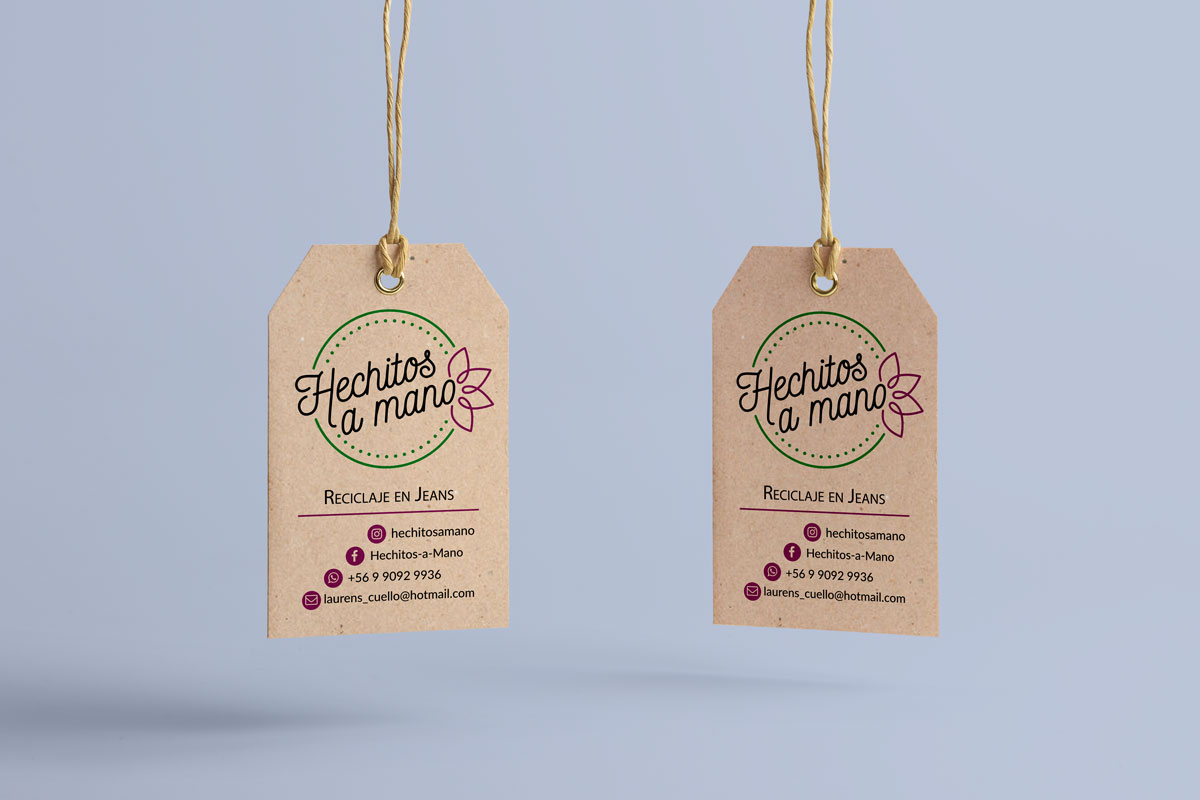 Hechitos
a mano
Reciclaje en Jeans
hechitosamano
Hechitos-a-Mano
+56 9 9092 9936
laurens_cuello@hotmail.com
Hechitos
a mano
Reciclaje en Jeans
hechitosamano
Hechitos-a-Mano
+56 9 9092 9936
laurens_cuello@hotmail.com